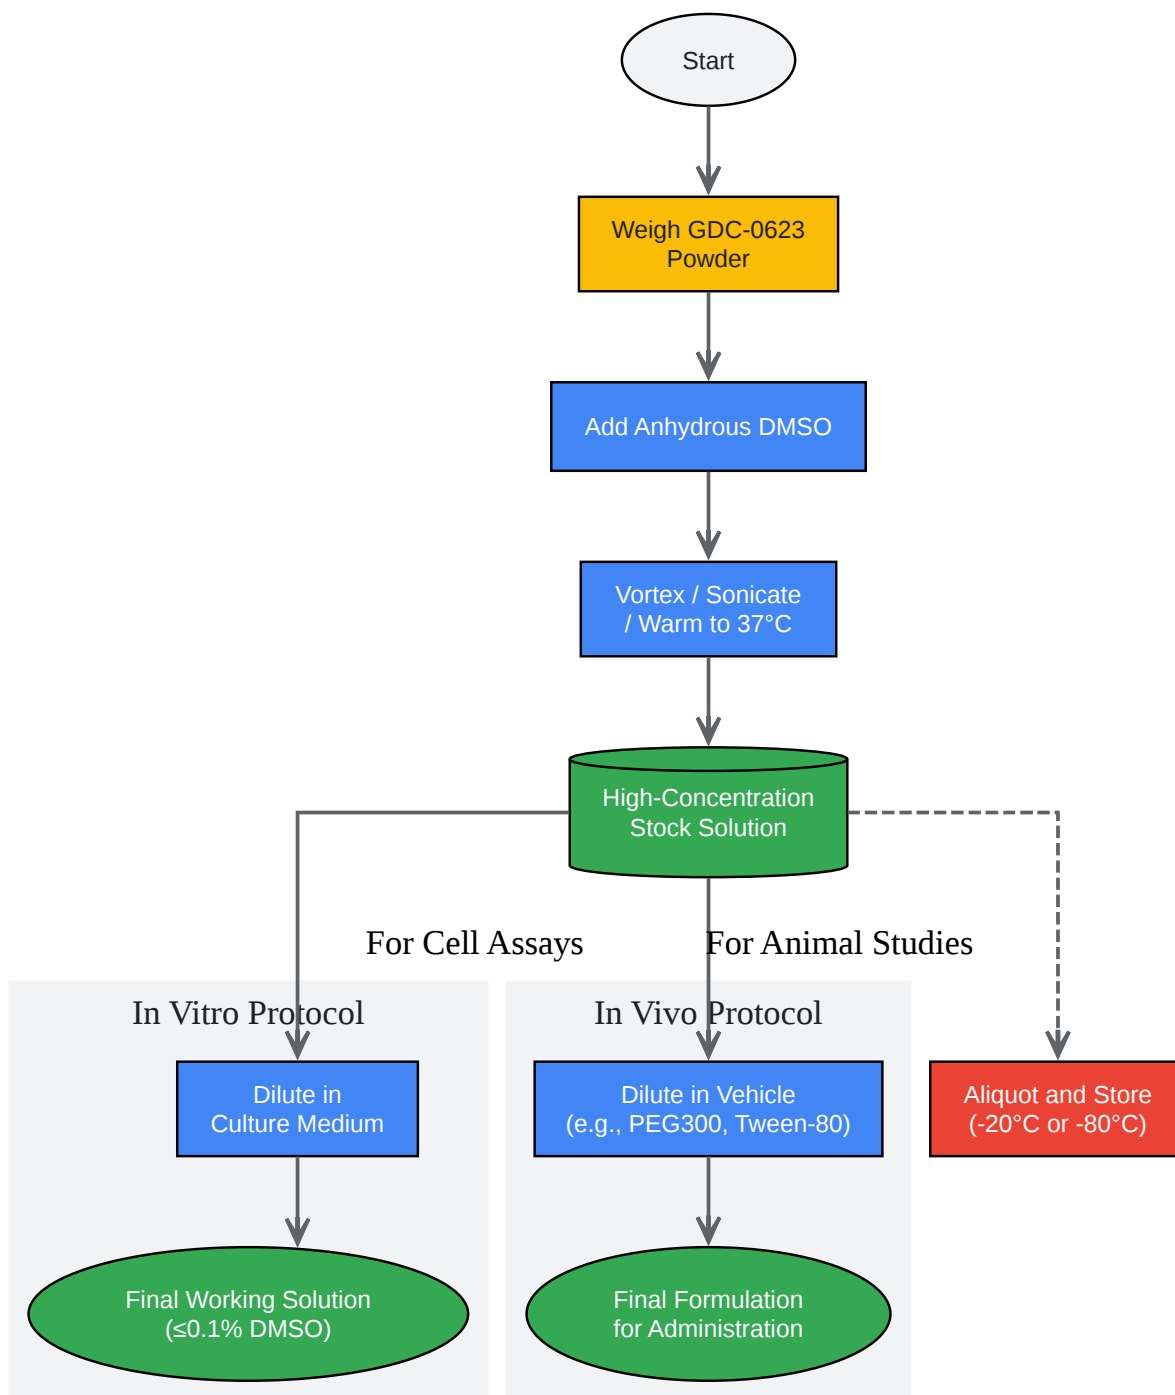 Start
Weigh GDC-0623
Powder
Add Anhydrous DMSO
Vortex / Sonicate
/ Warm to 37°C
High-Concentration
Stock Solution
For Cell Assays
For Animal Studies
In Vitro Protocol
In Vivo Protocol
Dilute in
Culture Medium
Dilute in Vehicle
(e.g., PEG300, Tween-80)
Aliquot and Store
(-20°C or -80°C)
Final Working Solution
(≤0.1% DMSO)
Final Formulation
for Administration